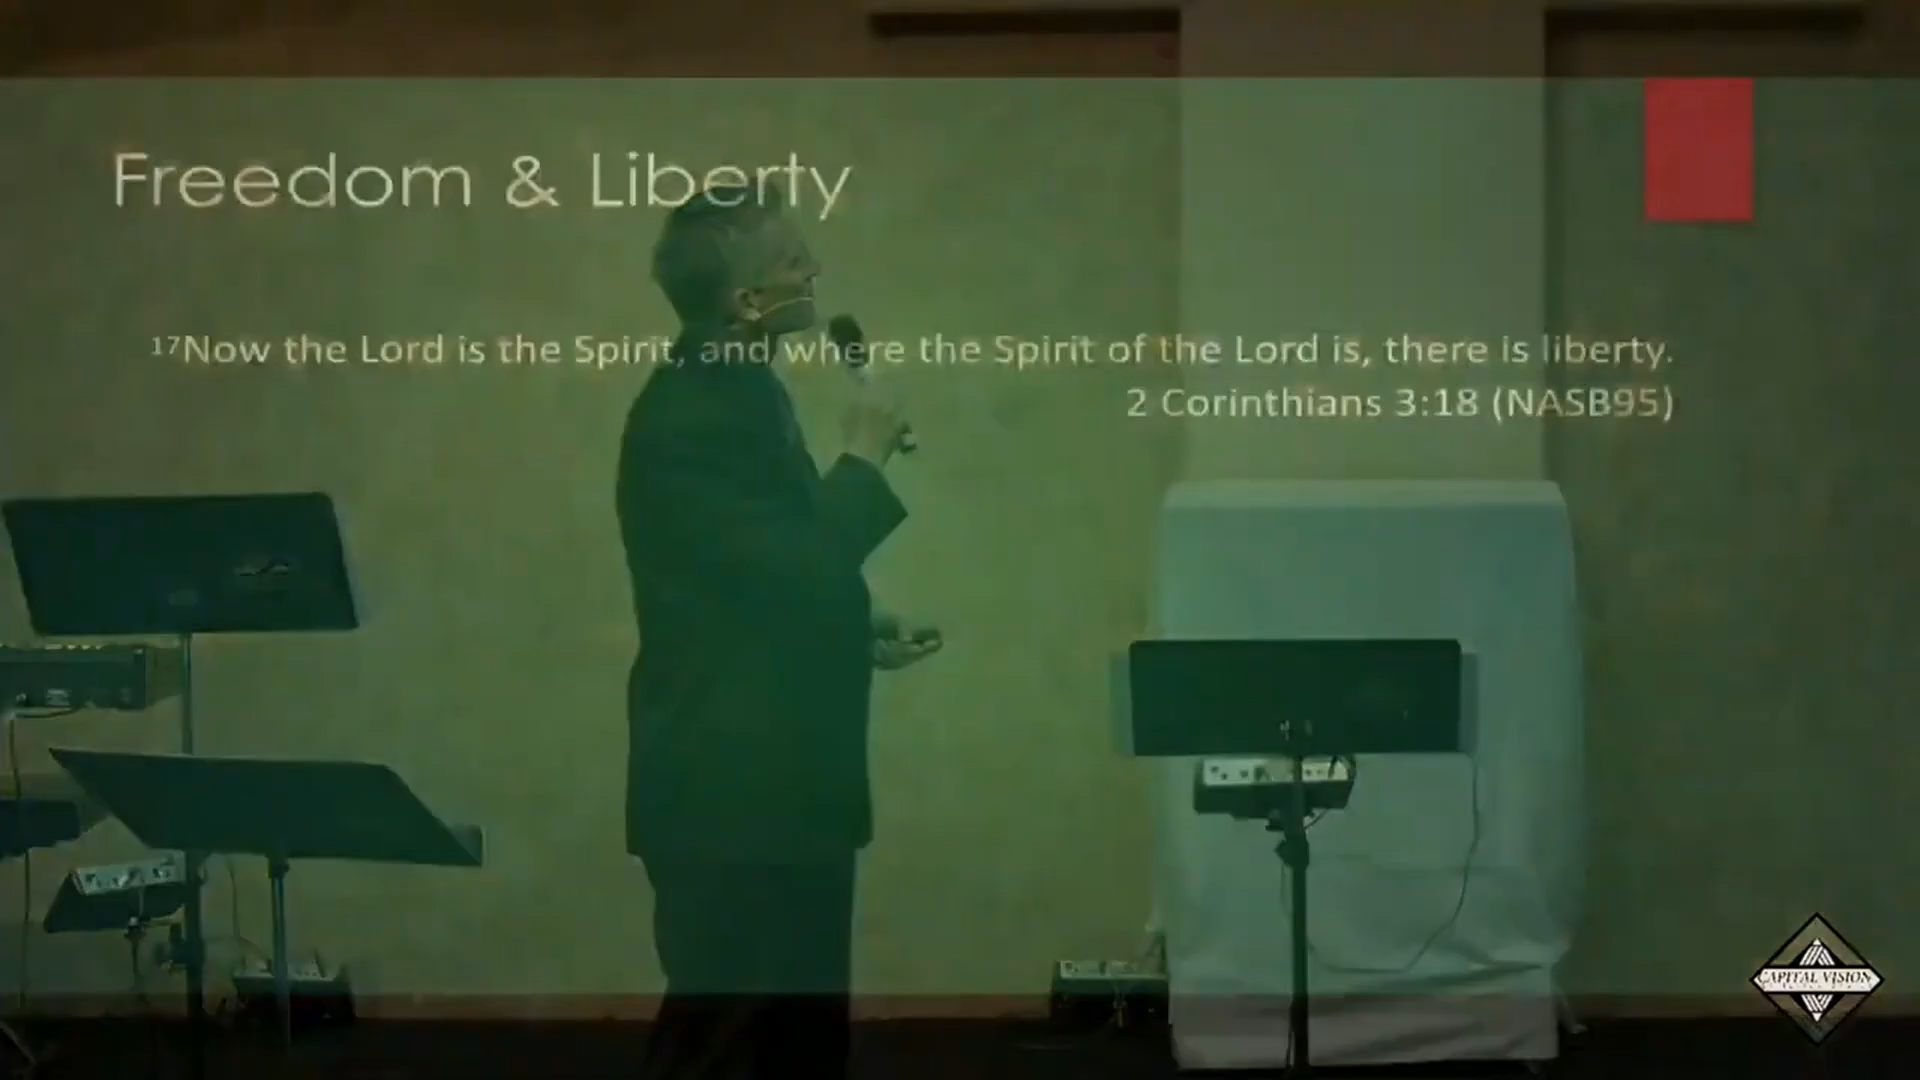 Freedom & Liberty
¹⁷Now the Lord is the Spirit, and where the Spirit of the Lord is, there is liberty.
2 Corinthians 3:18 (NASB95)
CAPITAL VISION